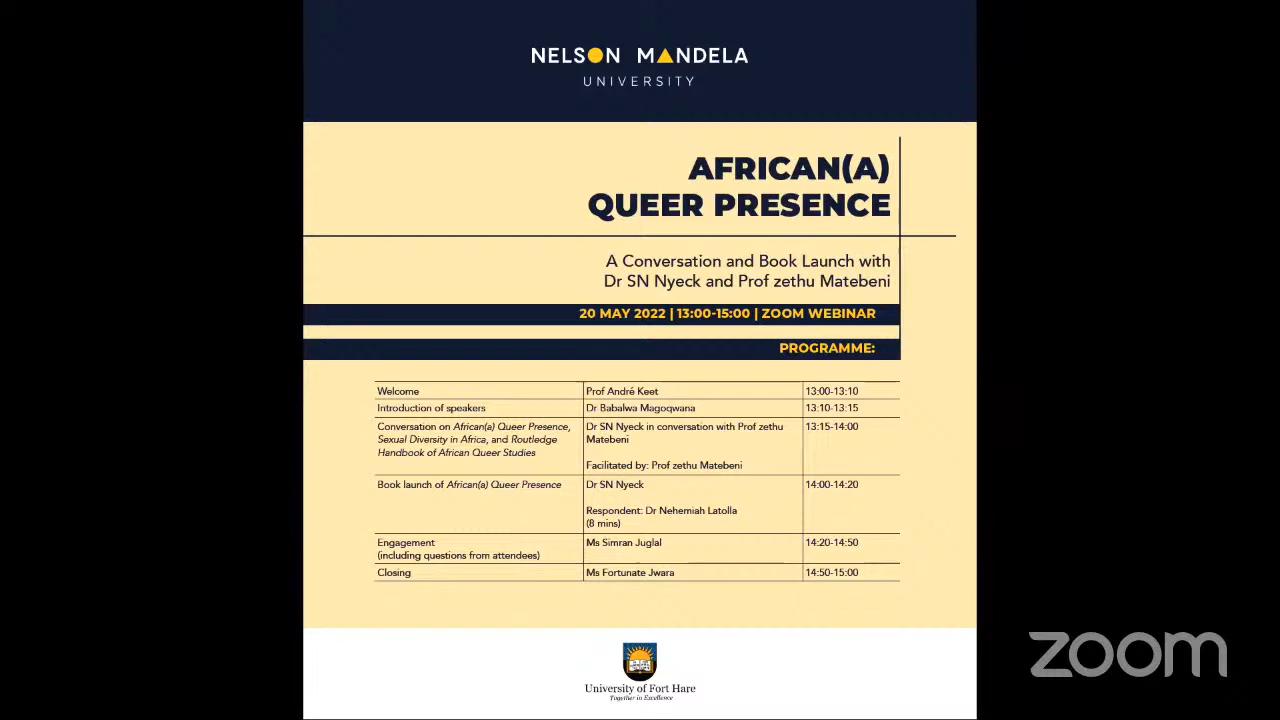 NELSON MANDELA
UNIVERSITY
AFRICAN(A)
QUEER PRESENCE
A Conversation and Book Launch with
Dr SN Nyeck and Prof zethu Matebeni
20 MAY 2022 | 13:00-15:00 | ZOOM WEBINAR
PROGRAMME:
Welcome Prof André Keet 13:00-13:10
Introduction of speakers Dr Babalwa Magoqwana 13:10-13:15
Conversation on African(a) Queer Presence, Dr SN Nyeck in conversation with Prof zethu 13:15-14:00
Sexual Diversity in Africa, and Routledge Matebeni
Handbook of African Queer Studies
Facilitated by: Prof zethu Matebeni
Book launch of African(a) Queer Presence Dr SN Nyeck 14:00-14:20
Respondent: Dr Nehemiah Latolla
(8 mins)
Engagement Ms Simran Juglal 14:20-14:50
(including questions from attendees)
Closing Ms Fortunate Jwara 14:50-15:00
University of Fort Hare
Together in Excellence
zoom